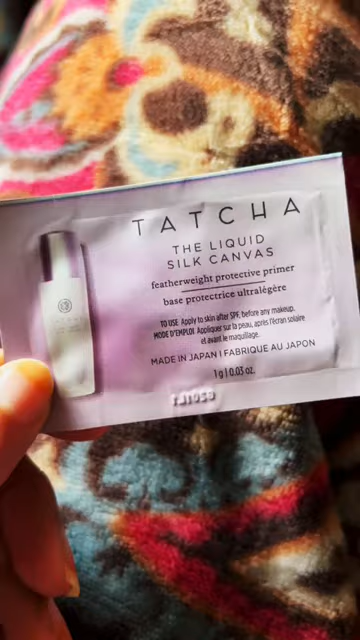 TATCHA
THE LIQUID
SILK CANVAS
featherweight protective primer
base protectrice ultralégère
TO USE Apply to skin after SPF, before any makeup.
MODE D'EMPLOI Appliquer sur la peau, après l'écran solaire
et avant le maquillage.
MADE IN JAPAN I FABRIQUE AU JAPON
1g | 0.03 oz.